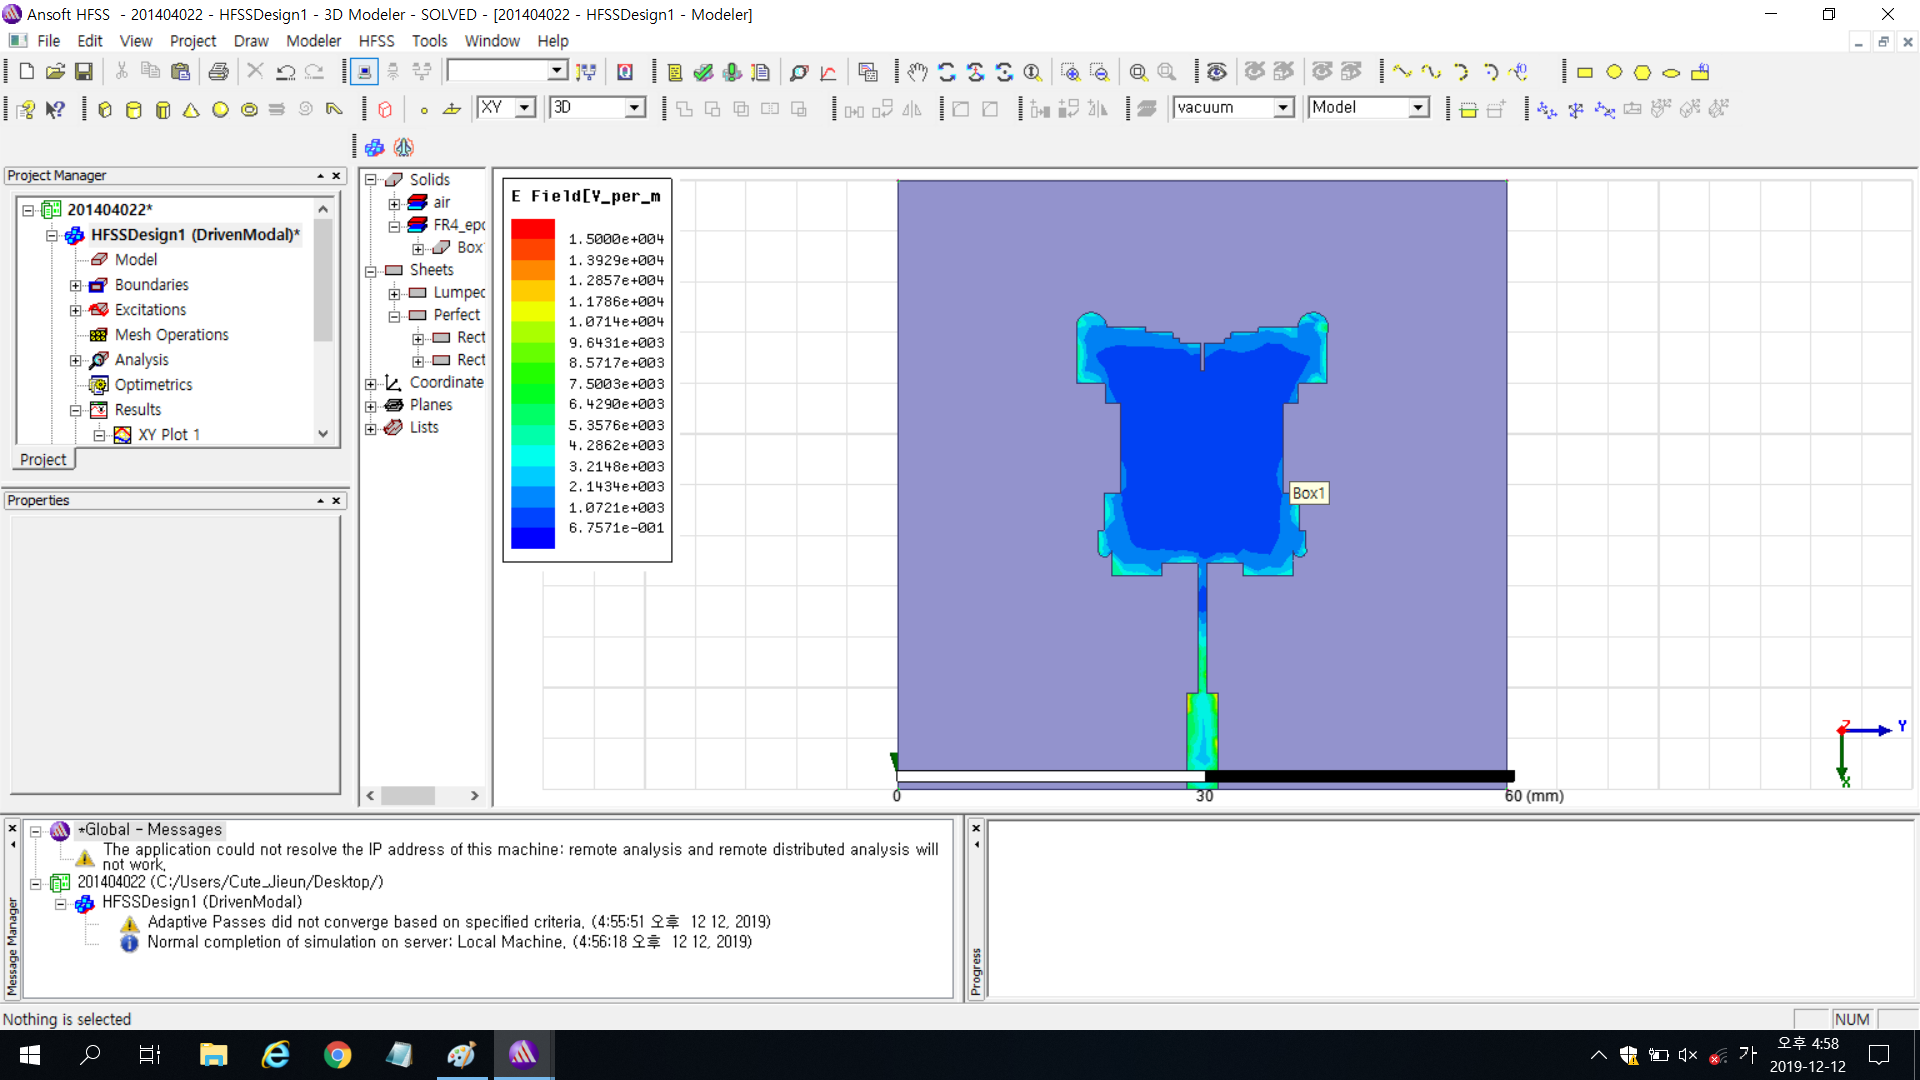 Ansoft HFSS - 201404022 - HFSSDesign1 - 3D Modeler - SOLVED - [201404022 - HFSSDesign1 - Modeler]
File Edit View Project Draw Modeler HFSS Tools Window Help
XY 3D vacuum Model
Project Manager
201404022*
HFSSDesign1 (DrivenModal)*
Model
Boundaries
Excitations
Mesh Operations
Analysis
Optimetrics
Results
XY Plot 1
Project
Properties
Solids
air
FR4_epo
Box
Sheets
Lumpec
Perfect
Rect
Rect
Coordinate
Planes
Lists
E Field[V_per_m
1.5000e+004
1.3929e+004
1.2857e+004
1.1786e+004
1.0714e+004
9.6431e+003
8.5717e+003
7.5003e+003
6.4290e+003
5.3576e+003
4.2862e+003
3.2148e+003
2.1434e+003
1.0721e+003
6.7571e-001
Box1
Z
Y
X
0 30 60 (mm)
*Global - Messages
The application could not resolve the IP address of this machine: remote analysis and remote distributed analysis will
not work.
201404022 (C:/Users/Cute_Jieun/Desktop/)
HFSSDesign1 (DrivenModal)
Adaptive Passes did not converge based on specified criteria. (4:55:51 오후 12 12, 2019)
Normal completion of simulation on server: Local Machine. (4:56:18 오후 12 12, 2019)
Message Manager
Progress
Nothing is selected
NUM
가
오후 4:58
2019-12-12